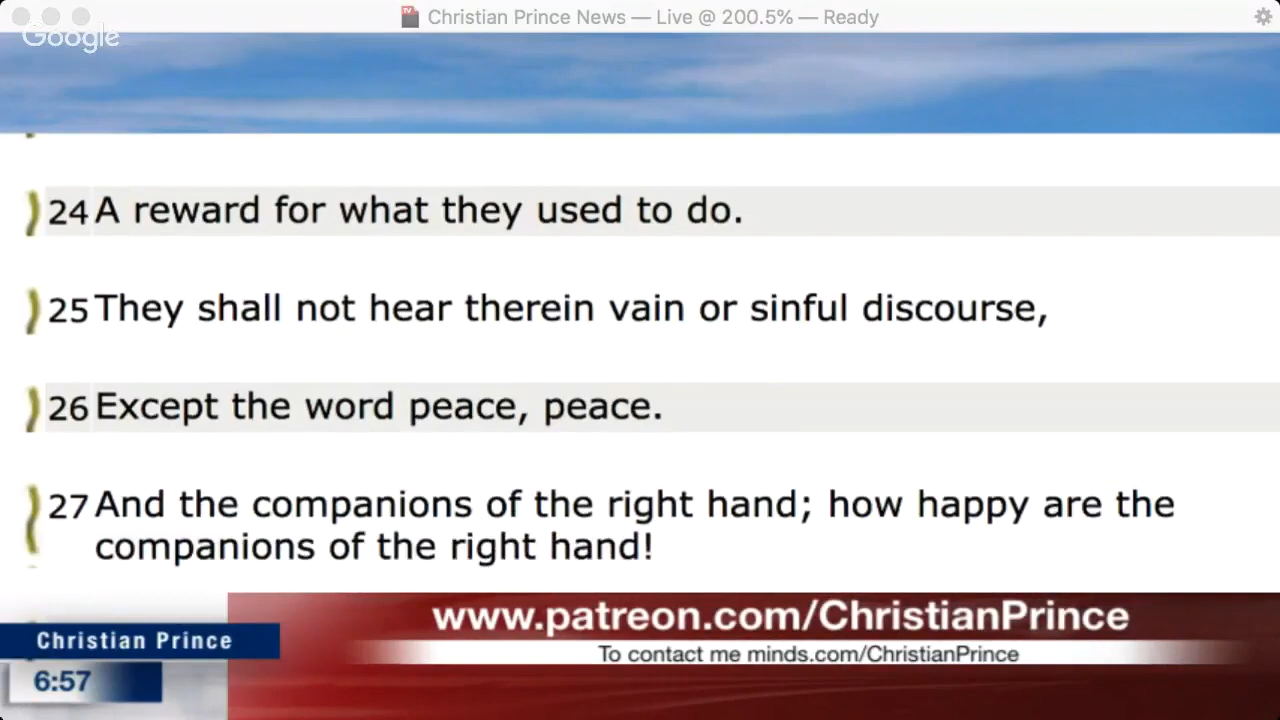 Christian Prince News — Live @ 200.5% — Ready
Google
24 A reward for what they used to do.
25 They shall not hear therein vain or sinful discourse,
26 Except the word peace, peace.
27 And the companions of the right hand; how happy are the
companions of the right hand!
www.patreon.com/ChristianPrince
Christian Prince
To contact me minds.com/ChristianPrince
6:57